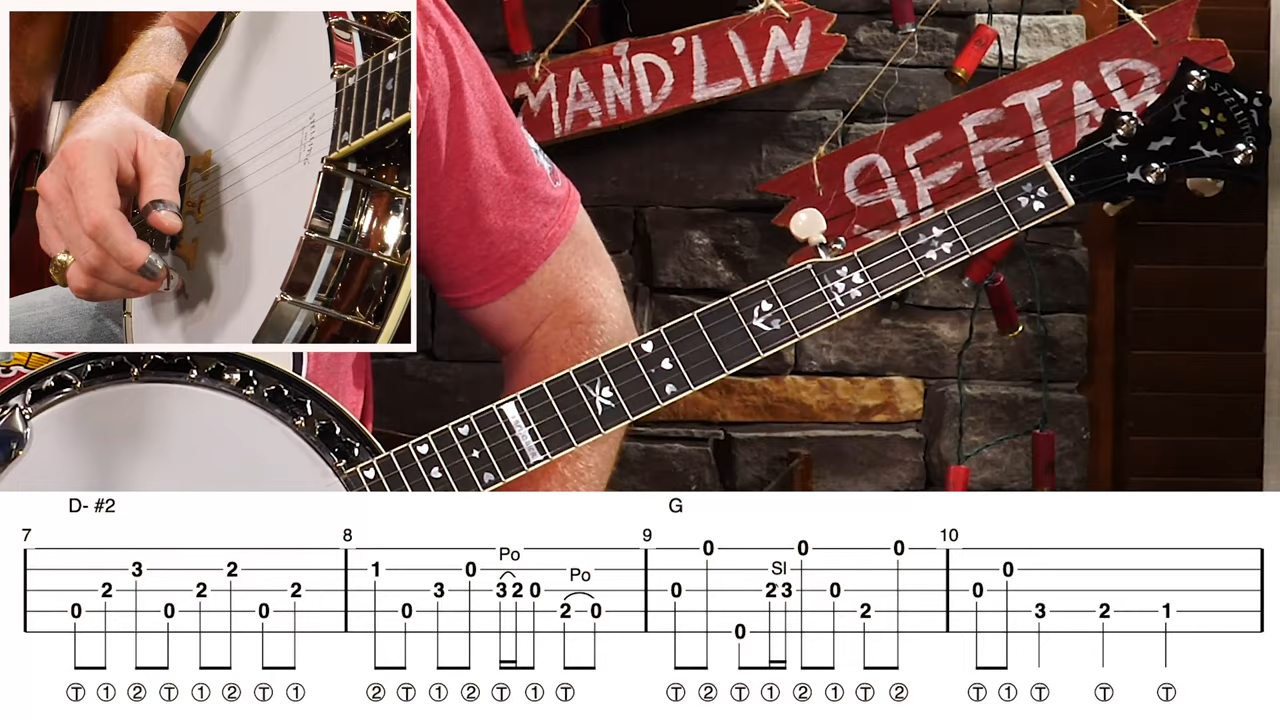 MAND'LIN
9FFTAR
STELLING
STELLING
D- #2
G
7
8
9
10
0 2 3 0 2 2 0 2
1 0 3 0 Po 3 2 0 Po 2 0
0 0 0 Sl 2 3 0 0 2 0
0 0 3 2 1
T 1 2 T 1 2 T 1
2 T 1 2 T 1 T
T 2 T 1 2 1 T 2
T 1 T T T